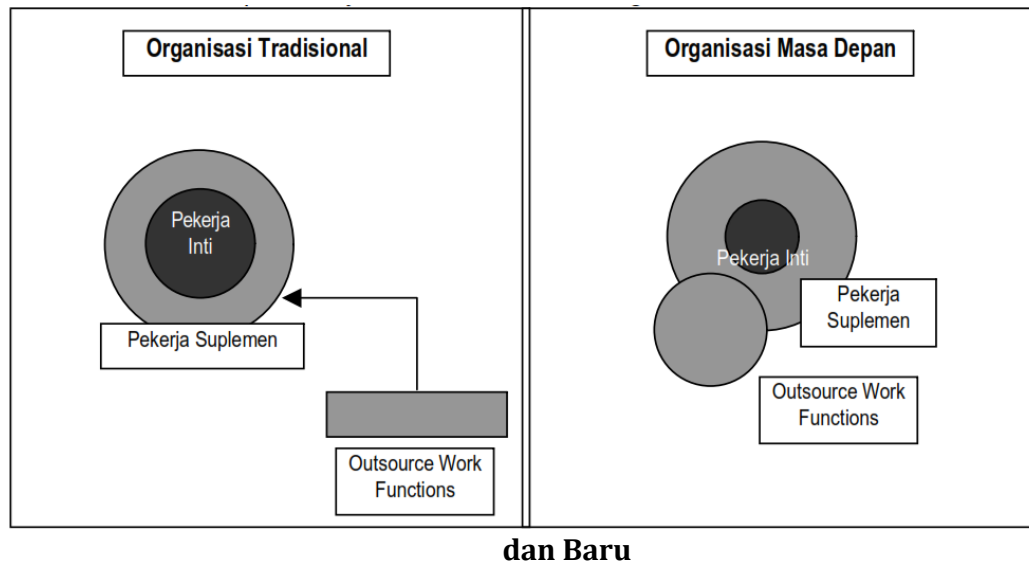 Organisasi Tradisional
Pekerja
Inti
Pekerja Suplemen
Outsource Work
Functions
Organisasi Masa Depan
Pekerja Inti
Pekerja
Suplemen
Outsource Work
Functions
dan Baru